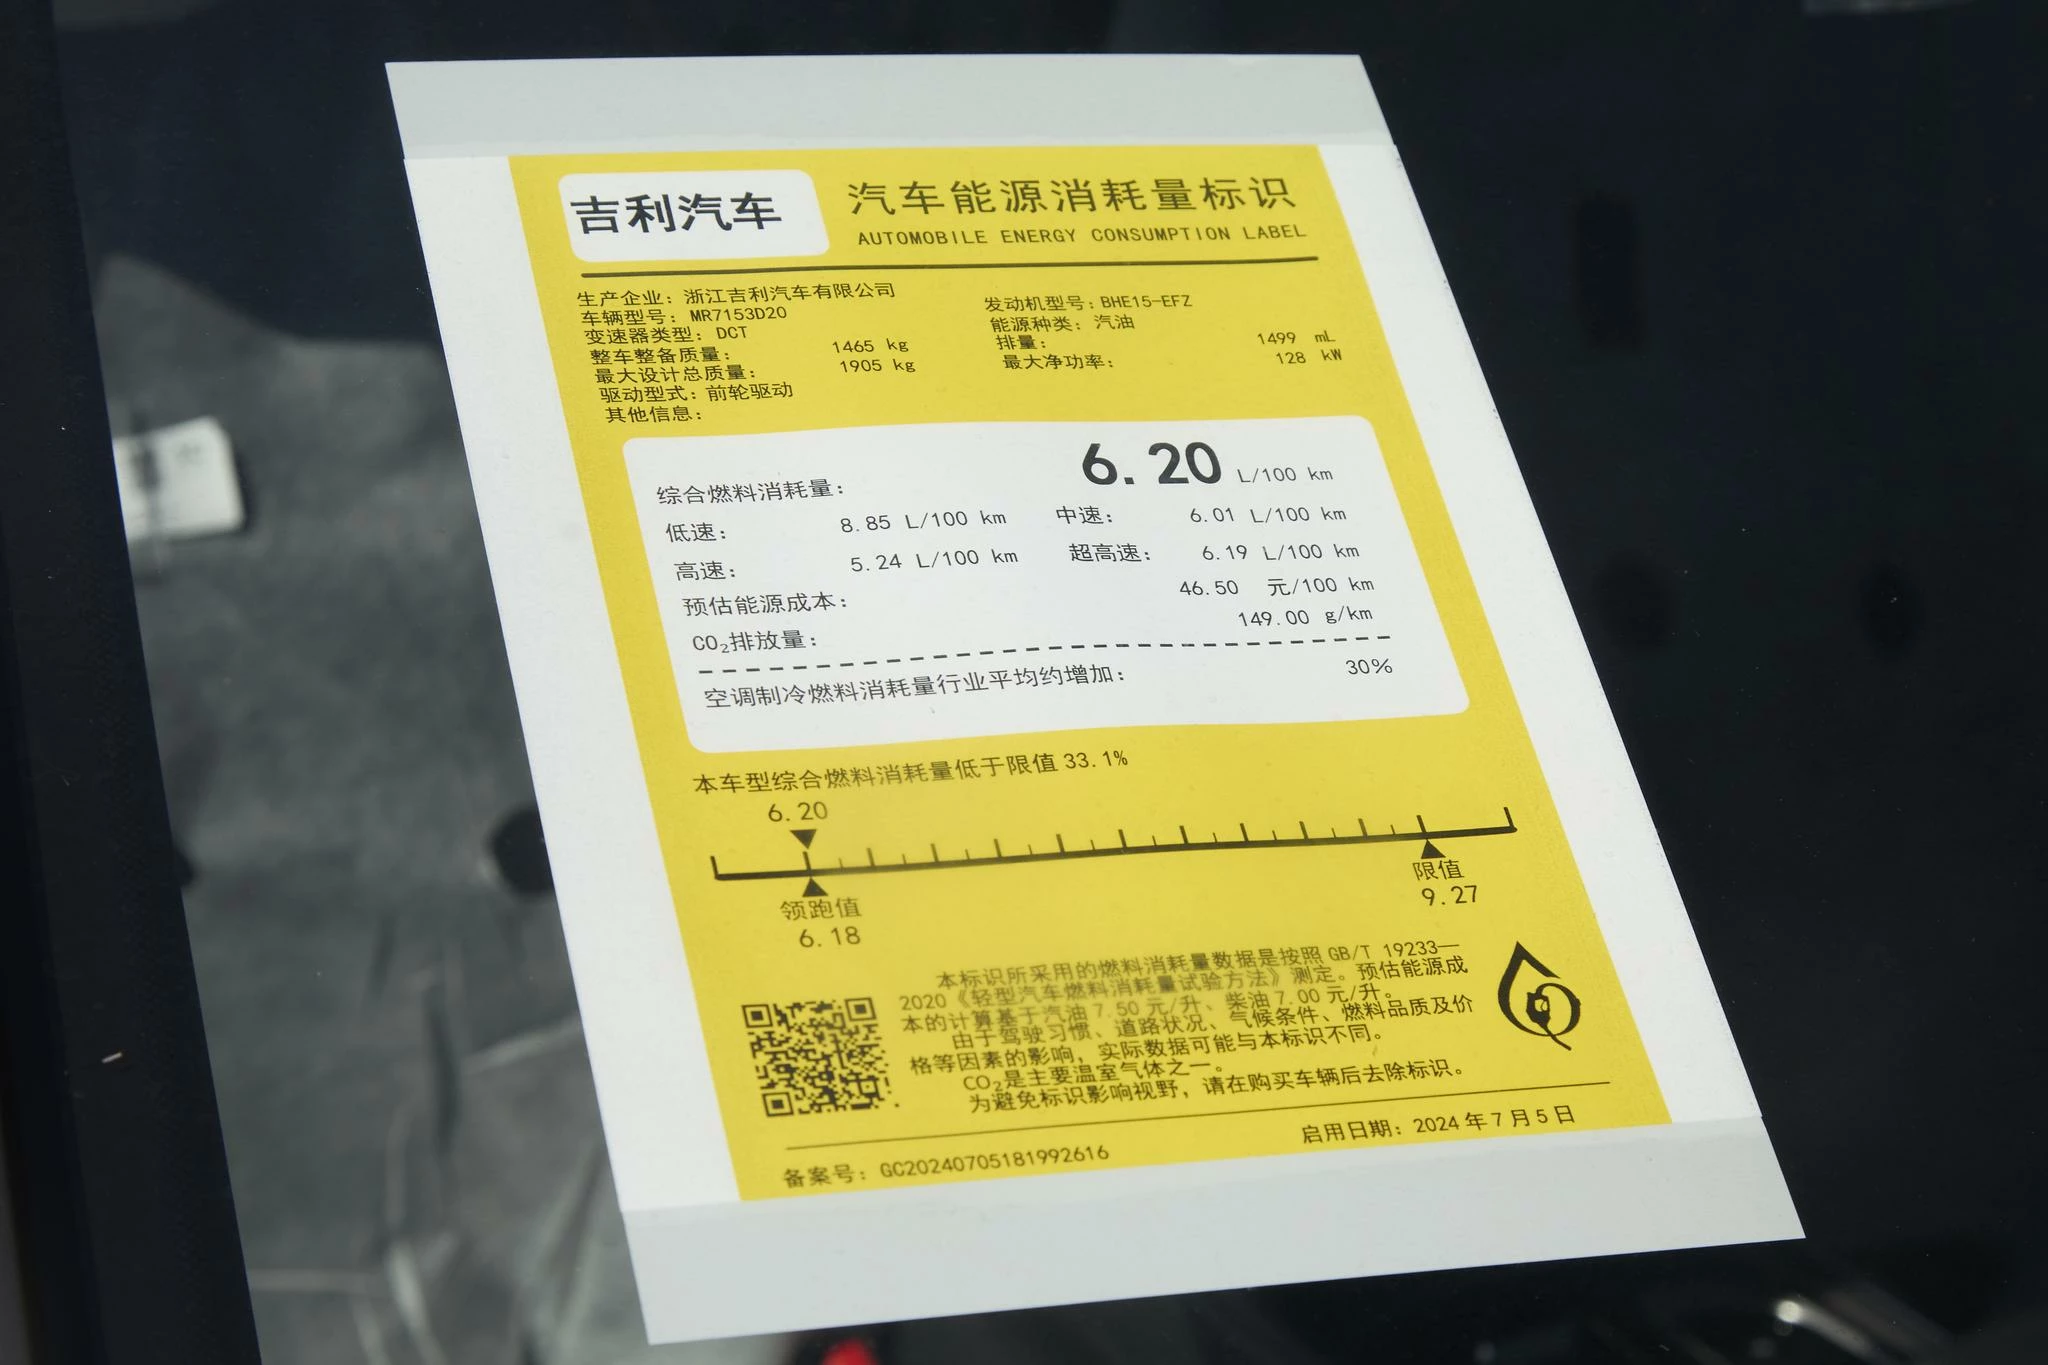 吉利汽车
汽车能源消耗量标识
AUTOMOBILE ENERGY CONSUMPTION LABEL
生产企业: 浙江吉利汽车有限公司
车辆型号: MR7153D20
变速器类型: DCT
整车整备质量: 1465 kg
最大设计总质量: 1905 kg
驱动型式: 前轮驱动
其他信息:
发动机型号: BHE15-EFZ
能源种类: 汽油
排量: 1499 mL
最大净功率: 128 kW
综合燃料消耗量: 6.20 L/100 km
低速: 8.85 L/100 km 中速: 6.01 L/100 km
高速: 5.24 L/100 km 超高速: 6.19 L/100 km
预估能源成本: 46.50 元/100 km
CO₂排放量: 149.00 g/km
空调制冷燃料消耗量行业平均约增加: 30%
本车型综合燃料消耗量低于限值 33.1%
6.20
领跑值
6.18
限值
9.27
本标识所采用的燃料消耗量数据是按照 GB/T 19233—
2020《轻型汽车燃料消耗量试验方法》测定。预估能源成
本的计算基于汽油 7.50 元/升、柴油 7.00 元/升。
由于驾驶习惯、道路状况、气候条件、燃料品质及价
格等因素的影响, 实际数据可能与本标识不同。
CO₂是主要温室气体之一。
为避免标识影响视野, 请在购买车辆后去除标识。
备案号: GC20240705181992616
启用日期: 2024 年 7 月 5 日